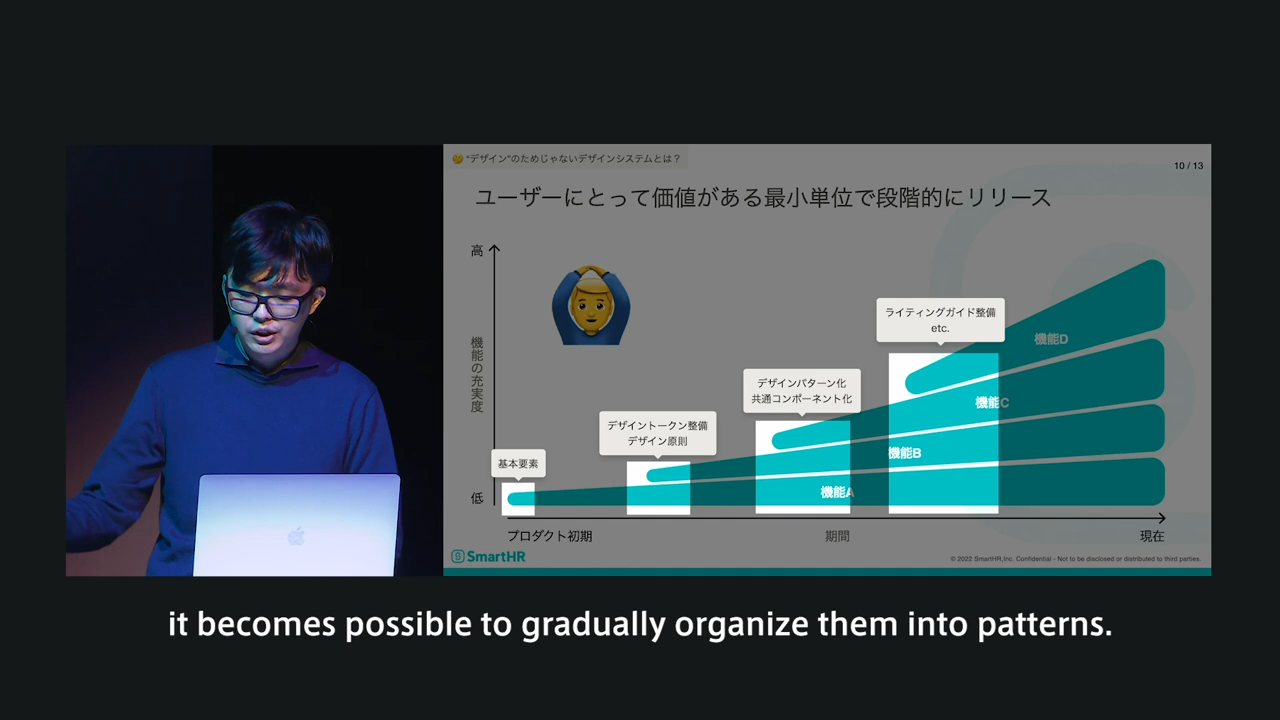 "デザイン"のためじゃないデザインシステムとは？
10 / 13
ユーザーにとって価値がある最小単位で段階的にリリース
高
機能の充実度
低
基本要素
デザイントークン整備
デザイン原則
デザインパターン化
共通コンポーネント化
ライティングガイド整備
etc.
機能D
機能C
機能B
機能A
プロダクト初期
期間
現在
SmartHR
© 2022 SmartHR,Inc. Confidential - Not to be disclosed or distributed to third parties.
it becomes possible to gradually organize them into patterns.